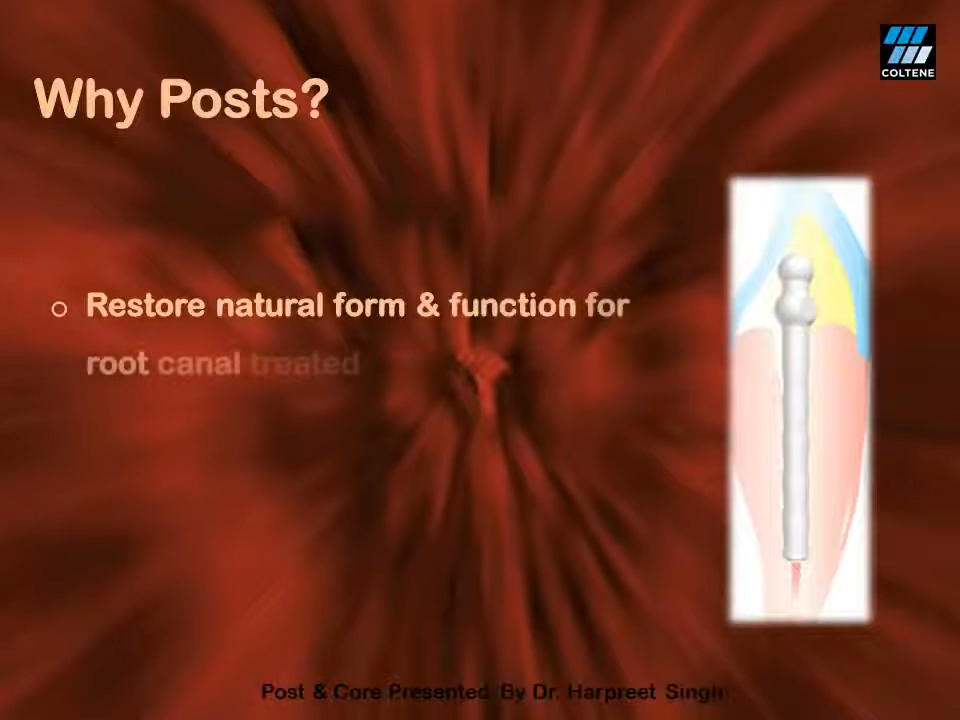 COLTENE
Why Posts?
o Restore natural form & function for
root canal treated
Post & Core Presented By Dr. Harpreet Singh